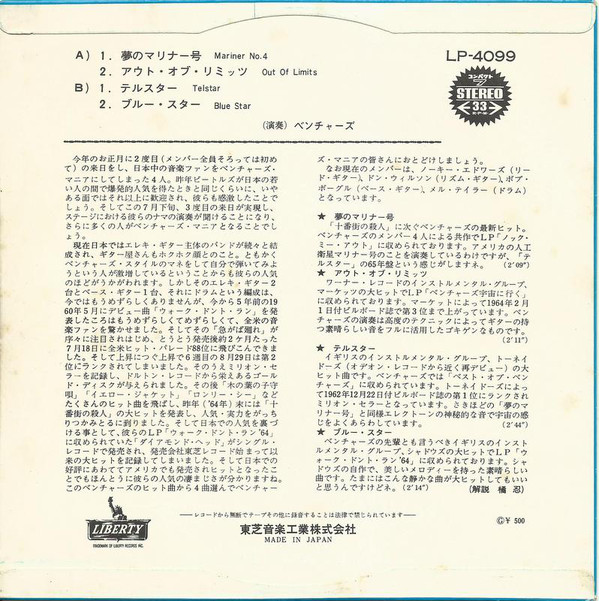 A) 1. 夢のマリナー号 Mariner No.4
2. アウト・オブ・リミッツ Out Of Limits
B) 1. テルスター Telstar
2. ブルー・スター Blue Star
(演奏) ベンチャーズ
LP-4099
コンパクト
7
STEREO
33
今年のお正月に2度目(メンバー全員そろっては初め
て)の来日をし、日本中の音楽ファンをベンチャーズ・
マニアにしてしまった4人。昨年ビートルズが日本の若
い人の間で爆発的人気を得たときと同じくらいに、いや
ある面ではそれ以上に歓迎され、彼らも感激したことで
しょう。そしてこの7月下旬、3度目の来日が実現し、
ステージにおける彼らのナマの演奏が聞けることになり、
さらに多くの人がベンチャーズ・マニアとなることでし
ょう。
現在日本ではエレキ・ギター主体のバンドが続々と結
成され、ギター屋さんもホクホク顔とのこと。ともかく
ベンチャーズ・スタイルのマネをして自分で弾いてみよ
うという人が激増しているということからも彼らの人気
のほどがうかがわれます。しかしそのエレキ・ギター2
台とベース・ギター1台、それにドラムという編成は、
今ではもうめずらしくありませんが、今から5年前の19
60年5月にデビュー曲「ウォーク・ドント・ラン」を発
表したころはもうめずらしくてめずらしくて、全米の音
楽ファンを驚かせました。そしてその「急がば廻れ」が
序々に注目されはじめ、とうとう発売後約2ケ月たった
7月18日に全米ヒット・パレード88位に飛びこんできま
した。そして上昇につぐ上昇で6週目の8月29日は第2
位にランクされてしまいました。そのうえミリオン・セ
ラーを記録し、ドルトン・レコードから栄えあるゴール
ド・ディスクが与えられました。その後「木の葉の子守
唄」「イエロー・ジャケット」「ロンリー・シー」など
たくさんのヒット曲を飛ばし、昨年('64年)末には「十
番街の殺人」の大ヒットを発表し、人気・実力をがっち
りつかみとるに到りました。そして日本での人気を裏づ
ける事として、彼らのLP「ウォーク・ドント・ラン'64」
に収められていた「ダイアモンド・ヘッド」がシングル・
レコードで発売され、発売会社東芝レコード始まって以
来の大ヒットを記録してしまいました。そして日本での
好評にあわててアメリカでも発売されヒットとなったこ
とでもほんとうに彼らの人気の凄まじさが分かりますね。
このベンチャーズのヒット曲から4曲選んでベンチャー
ズ・マニアの皆さんにおとどけしましょう。
なお現在のメンバーは、ノーキー・エドワーズ(リー
ド・ギター)、ドン・ウィルソン(リズム・ギター)、ボブ・
ボーグル(ベース・ギター)、メル・テイラー(ドラム)
となっています。
★ 夢のマリナー号
「十番街の殺人」に次ぐベンチャーズの最新ヒット。
ベンチャーズのメンバー4人による共作でLP「ノック・
ミー・アウト」に収められております。アメリカの人工
衛星マリナー号のことを演奏しているわけですが、「テ
ルスター」の65年盤という感じがしますネ。(2'09")
★ アウト・オブ・リミッツ
ワーナー・レコードのインストルメンタル・グループ、
マーケッツの大ヒットでLP「ベンチャーズ宇宙に行く」
に収められています。マーケッツによって1964年2月
1日付ビルボード誌で第3位まで上がっています。ベン
チャーズの演奏は高度なテクニックによってギターの持
つ素晴らしい音をフルに活用したゴキゲンなものです。
(2'11")
★ テルスター
イギリスのインストルメンタル・グループ、トーネイ
ドーズ(オデオン・レコードから近く再デビュー)の大
ヒット曲です。ベンチャーズでは「ベスト・オブ・ベン
チャーズ」に収められています。トーネイドーズによっ
て1962年12月22日付ビルボード誌の第1位にランクされ
ミリオン・セラーとなっています。さきほどの「夢のマ
リナー号」と同様エレクトーンの神秘的な音で宇宙の感
じをよくあらわしています。(2'44")
★ ブルー・スター
ベンチャーズの先輩とも言うべきイギリスのインスト
ルメンタル・グループ、シャドウズの大ヒットでLP「ウ
ォーク・ドント・ラン'64」に収められております。シャ
ドウズの自作で、美しいメロディーを持った素晴らしい
曲です。たまにはこんな静かな曲が大ヒットしてもいい
と思うんですけどネ。(2'14") (解説 桶 忍)
レコードから無断でテープその他に録音することは法律で禁じられています
LIBERTY
TRADEMARK OF LIBERTY RECORDS INC.
東芝音楽工業株式会社
MADE IN JAPAN
Ⓒ¥ 500